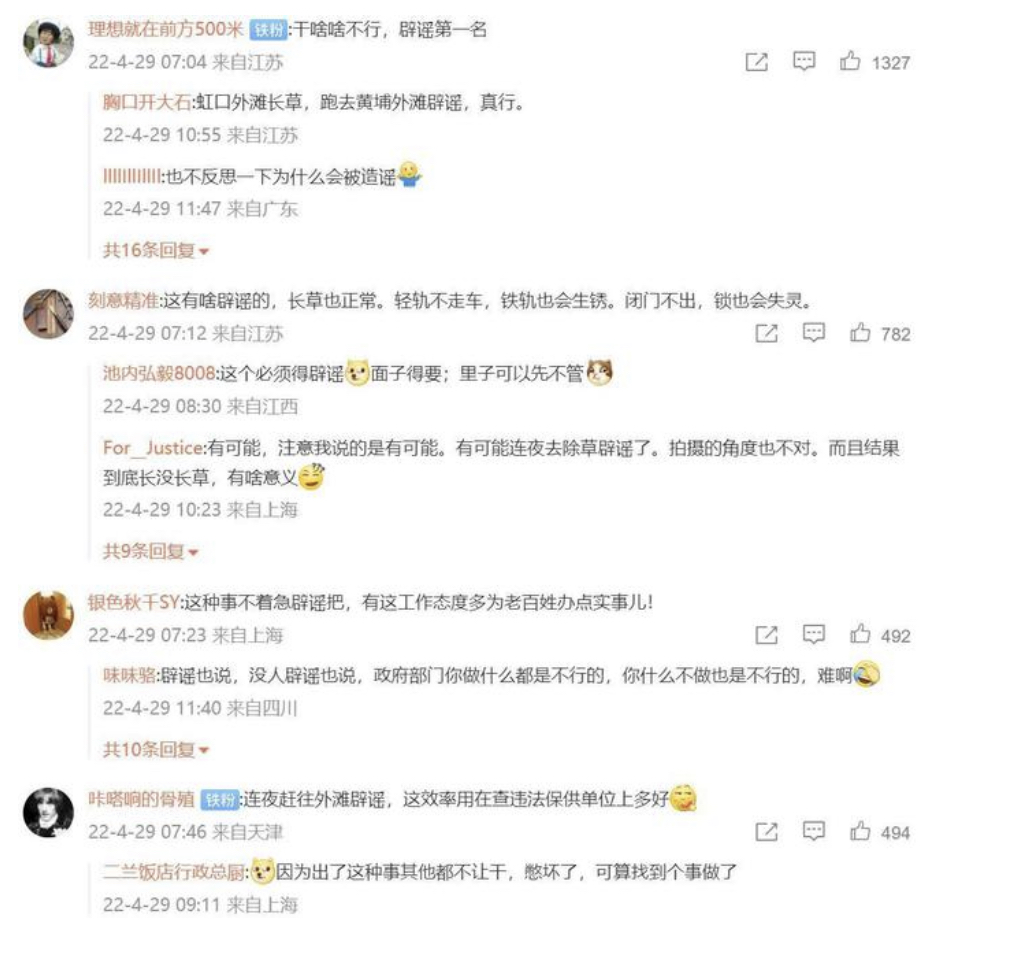 理想就在前方500米 铁粉:干啥啥不行，辟谣第一名
22-4-29 07:04 来自江苏
1327
胸口开大石:虹口外滩长草，跑去黄埔外滩辟谣，真行。
22-4-29 10:55 来自江苏
llllllllllll:也不反思一下为什么会被造谣
22-4-29 11:47 来自广东
共16条回复
刻意精准:这有啥辟谣的，长草也正常。轻轨不走车，铁轨也会生锈。闭门不出，锁也会失灵。
22-4-29 07:12 来自江苏
782
池内弘毅8008:这个必须得辟谣面子得要；里子可以先不管
22-4-29 08:30 来自江西
For__Justice:有可能，注意我说的是有可能。有可能连夜去除草辟谣了。拍摄的角度也不对。而且结果
到底长没长草，有啥意义
22-4-29 10:23 来自上海
共9条回复
银色秋千SY:这种事不着急辟谣把，有这工作态度多为老百姓办点实事儿！
22-4-29 07:23 来自上海
492
味味骆:辟谣也说，没人辟谣也说，政府部门你做什么都是不行的，你什么不做也是不行的，难啊
22-4-29 11:40 来自四川
共10条回复
咔嗒响的骨殖 铁粉:连夜赶往外滩辟谣，这效率用在查违法保供单位上多好
22-4-29 07:46 来自天津
494
二兰饭店行政总厨:因为出了这种事其他都不让干，憋坏了，可算找到个事做了
22-4-29 09:11 来自上海